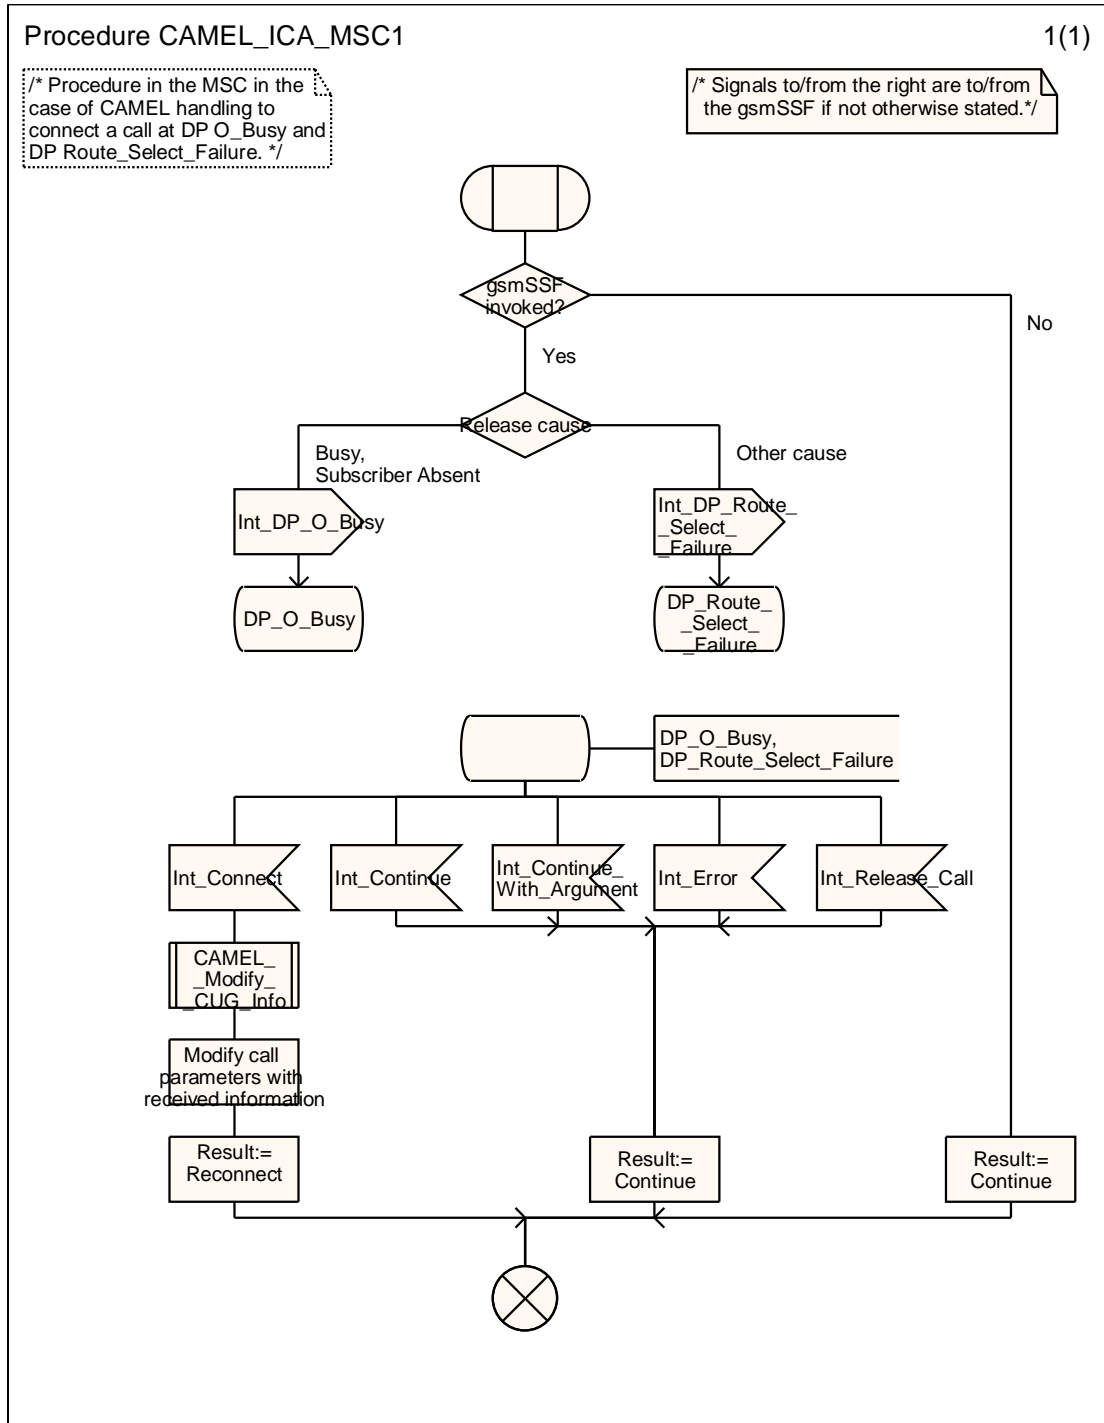 Procedure CAMEL_ICA_MSC1
1(1)
/* Procedure in the MSC in the
case of CAMEL handling to
connect a call at DP O_Busy and
DP Route_Select_Failure. */
/* Signals to/from the right are to/from
the gsmSSF if not otherwise stated.*/
gsmSSF
invoked?
No
Yes
Release cause
Busy,
Subscriber Absent
Other cause
Int_DP_O_Busy
Int_DP_Route_
_Select_
_Failure
DP_O_Busy
DP_Route_
_Select_
_Failure
DP_O_Busy,
DP_Route_Select_Failure
Int_Connect
Int_Continue
Int_Continue_
With_Argument
Int_Error
Int_Release_Call
CAMEL_
_Modify_
_CUG_Info
Modify call
parameters with
received information
Result:=
Reconnect
Result:=
Continue
Result:=
Continue